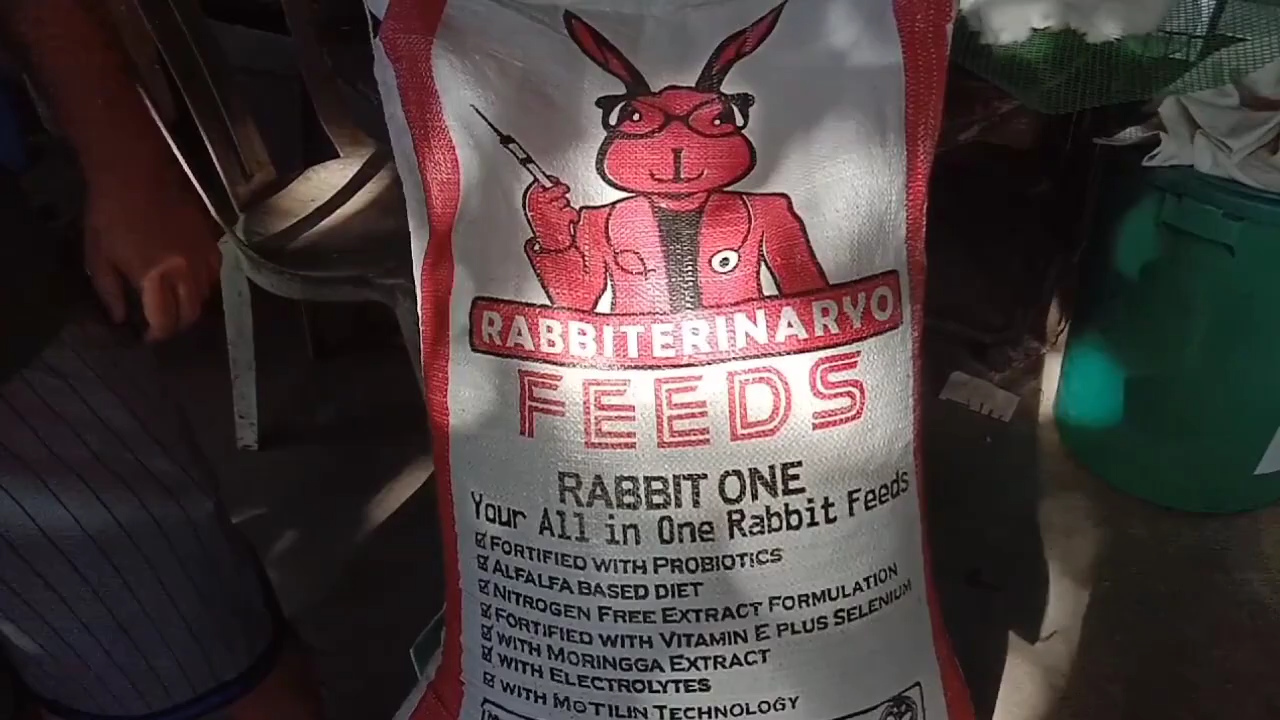 RABBITERINARYO
FEEDS
RABBIT ONE
Your All in One Rabbit Feeds
☑ FORTIFIED WITH PROBIOTICS
☑ ALFALFA BASED DIET
☑ NITROGEN FREE EXTRACT FORMULATION
☑ FORTIFIED WITH VITAMIN E PLUS SELENIUM
☑ WITH MORINGGA EXTRACT
☑ WITH ELECTROLYTES
☑ WITH MOTILIN TECHNOLOGY